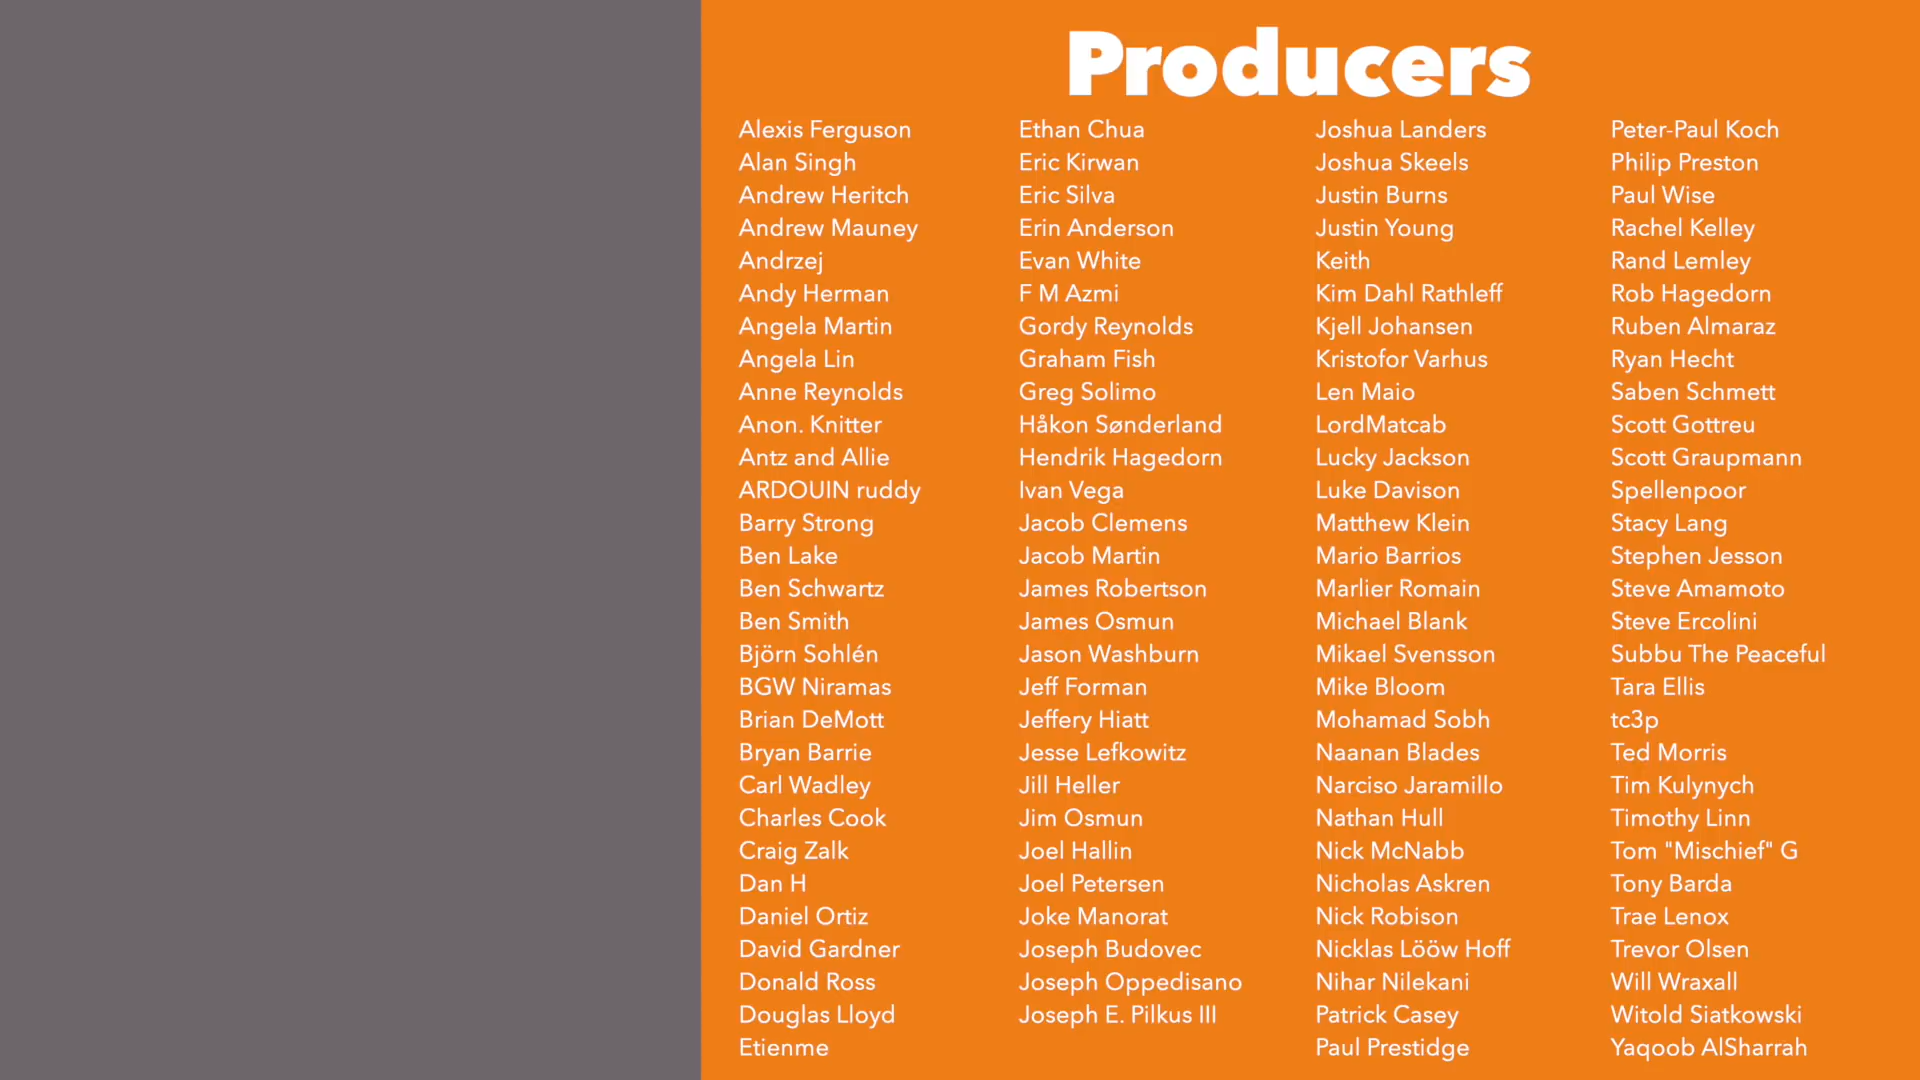 Producers
Alexis Ferguson
Alan Singh
Andrew Heritch
Andrew Mauney
Andrzej
Andy Herman
Angela Martin
Angela Lin
Anne Reynolds
Anon. Knitter
Antz and Allie
ARDOUIN ruddy
Barry Strong
Ben Lake
Ben Schwartz
Ben Smith
Björn Sohlén
BGW Niramas
Brian DeMott
Bryan Barrie
Carl Wadley
Charles Cook
Craig Zalk
Dan H
Daniel Ortiz
David Gardner
Donald Ross
Douglas Lloyd
Etienme
Ethan Chua
Eric Kirwan
Eric Silva
Erin Anderson
Evan White
F M Azmi
Gordy Reynolds
Graham Fish
Greg Solimo
Håkon Sønderland
Hendrik Hagedorn
Ivan Vega
Jacob Clemens
Jacob Martin
James Robertson
James Osmun
Jason Washburn
Jeff Forman
Jeffery Hiatt
Jesse Lefkowitz
Jill Heller
Jim Osmun
Joel Hallin
Joel Petersen
Joke Manorat
Joseph Budovec
Joseph Oppedisano
Joseph E. Pilkus III
Joshua Landers
Joshua Skeels
Justin Burns
Justin Young
Keith
Kim Dahl Rathleff
Kjell Johansen
Kristofor Varhus
Len Maio
LordMatcab
Lucky Jackson
Luke Davison
Matthew Klein
Mario Barrios
Marlier Romain
Michael Blank
Mikael Svensson
Mike Bloom
Mohamad Sobh
Naanan Blades
Narciso Jaramillo
Nathan Hull
Nick McNabb
Nicholas Askren
Nick Robison
Nicklas Lööw Hoff
Nihar Nilekani
Patrick Casey
Paul Prestidge
Peter-Paul Koch
Philip Preston
Paul Wise
Rachel Kelley
Rand Lemley
Rob Hagedorn
Ruben Almaraz
Ryan Hecht
Saben Schmett
Scott Gottreu
Scott Graupmann
Spellenpoor
Stacy Lang
Stephen Jesson
Steve Amamoto
Steve Ercolini
Subbu The Peaceful
Tara Ellis
tc3p
Ted Morris
Tim Kulynych
Timothy Linn
Tom "Mischief" G
Tony Barda
Trae Lenox
Trevor Olsen
Will Wraxall
Witold Siatkowski
Yaqoob AlSharrah